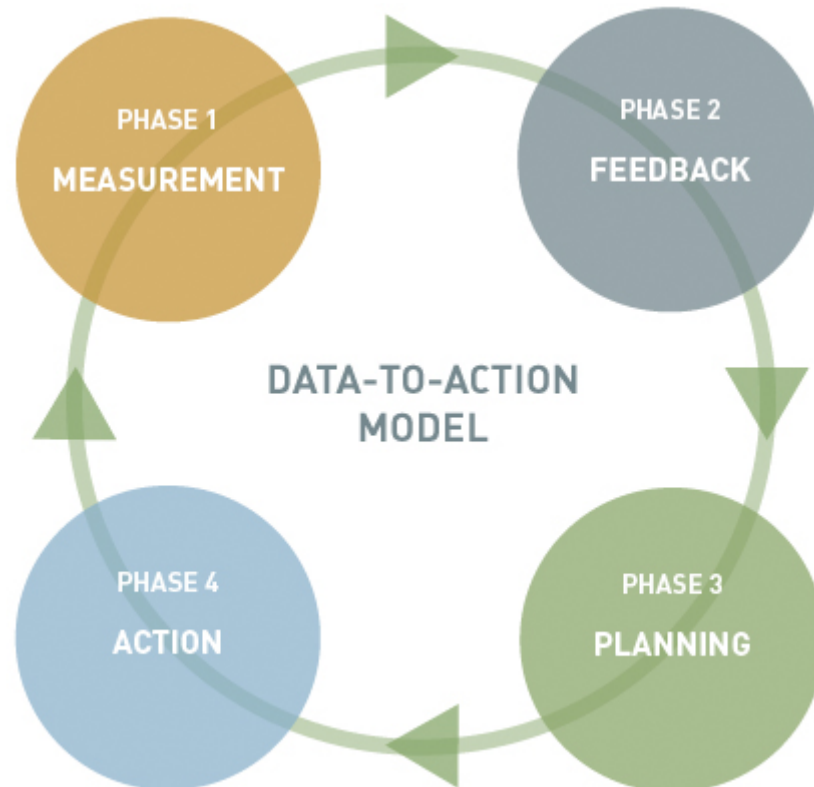 PHASE 1
MEASUREMENT
PHASE 2
FEEDBACK
DATA-TO-ACTION
MODEL
PHASE 4
ACTION
PHASE 3
PLANNING